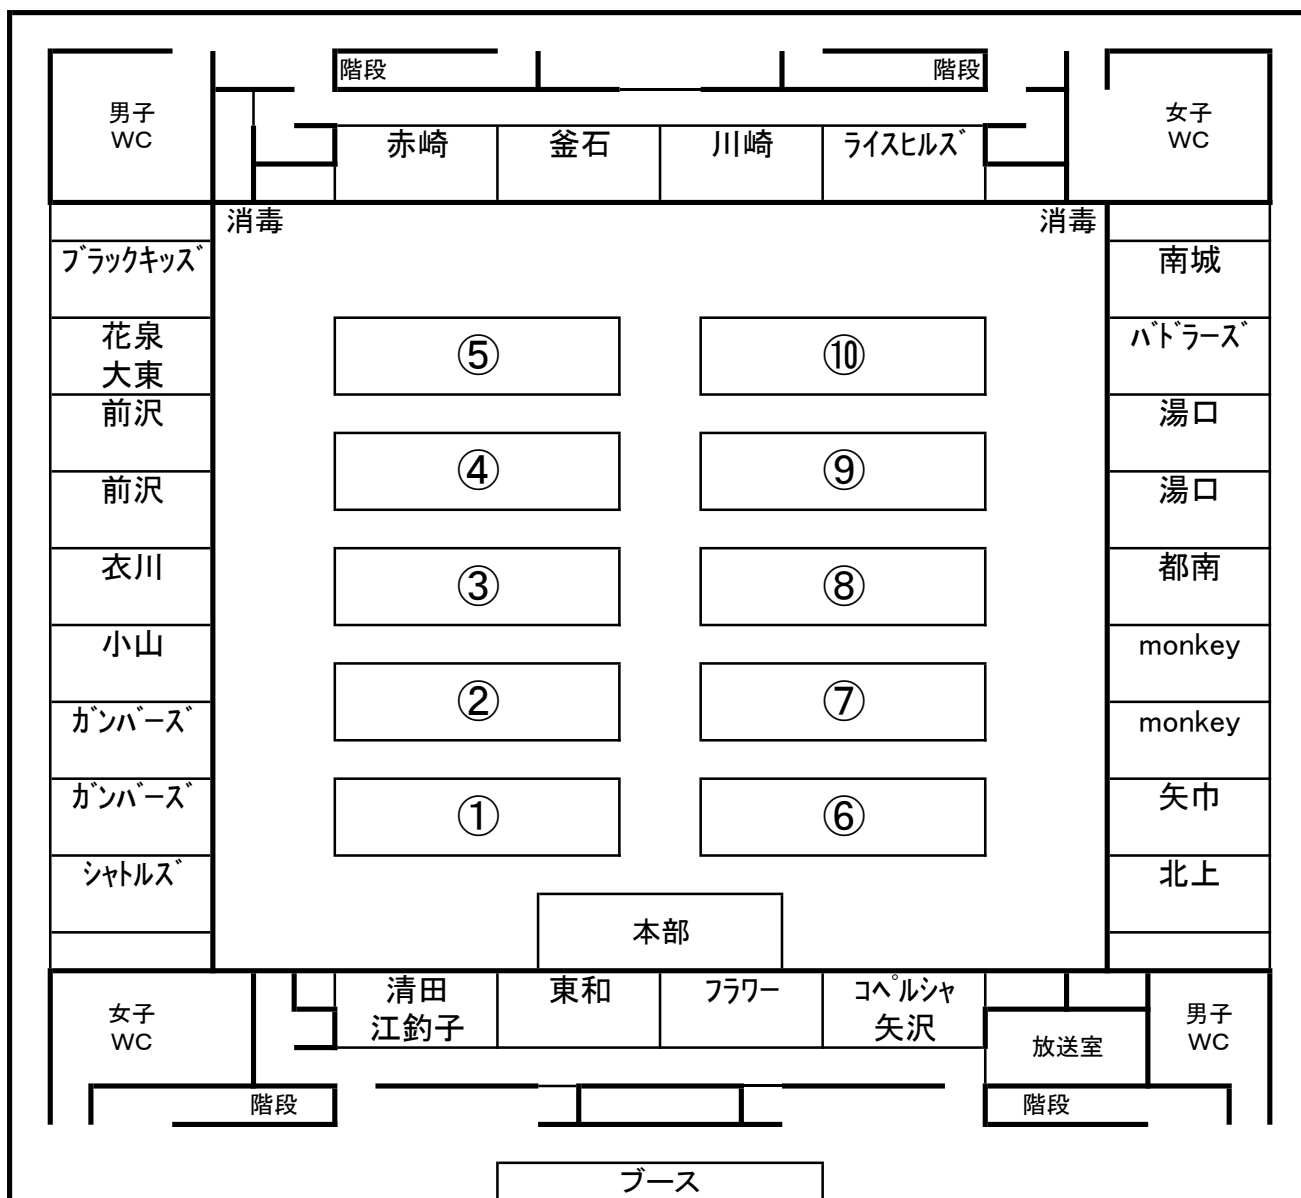 階段
階段
男子
WC
女子
WC
赤崎
釜石
川崎
ﾗｲｽﾋﾙｽﾞ
消毒
消毒
ﾌﾞﾗｯｸｷｯｽﾞ
南城
花泉
大東
⑤
⑩
ﾊﾞﾄﾞﾗｰｽﾞ
前沢
④
⑨
湯口
前沢
湯口
衣川
③
⑧
都南
小山
monkey
ｶﾞﾝﾊﾞｰｽﾞ
②
⑦
monkey
ｶﾞﾝﾊﾞｰｽﾞ
①
⑥
矢巾
ｼｬﾄﾙｽﾞ
北上
本部
清田
江釣子
東和
ﾌﾗﾜｰ
ｺﾍﾟﾙｼｬ
矢沢
女子
WC
放送室
男子
WC
階段
階段
ブース